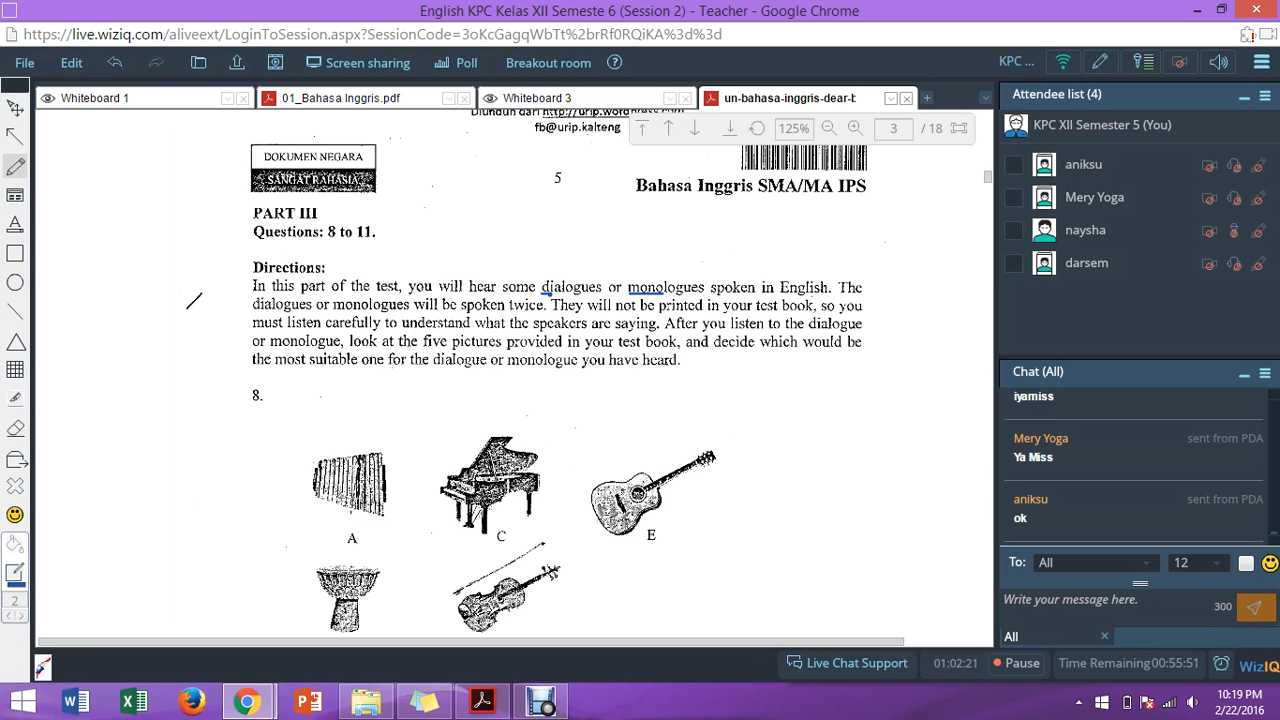 English KPC Kelas XII Semeste 6 (Session 2) - Teacher - Google Chrome
https://live.wiziq.com/aliveext/LoginToSession.aspx?SessionCode=3oKcGagqWbTt%2brRf0RQiKA%3d%3d
File Edit Screen sharing Poll Breakout room ? KPC ...
Whiteboard 1 01_Bahasa Inggris.pdf Whiteboard 3 un-bahasa-inggris-dear-b
Attendee list (4)
KPC XII Semester 5 (You)
aniksu
Mery Yoga
naysha
darsem
fb@urip.kalteng
125% 3 / 18
DOKUMEN NEGARA
SANGAT RAHASIA
5
Bahasa Inggris SMA/MA IPS
PART III
Questions: 8 to 11.
Directions:
In this part of the test, you will hear some dialogues or monologues spoken in English. The
dialogues or monologues will be spoken twice. They will not be printed in your test book, so you
must listen carefully to understand what the speakers are saying. After you listen to the dialogue
or monologue, look at the five pictures provided in your test book, and decide which would be
the most suitable one for the dialogue or monologue you have heard.
8.
A
C
E
Chat (All)
iyamiss
Mery Yoga sent from PDA
Ya Miss
aniksu sent from PDA
ok
To: All 12
Write your message here. 300
All
2
Live Chat Support 01:02:21 Pause Time Remaining 00:55:51 WizIQ
10:19 PM
2/22/2016